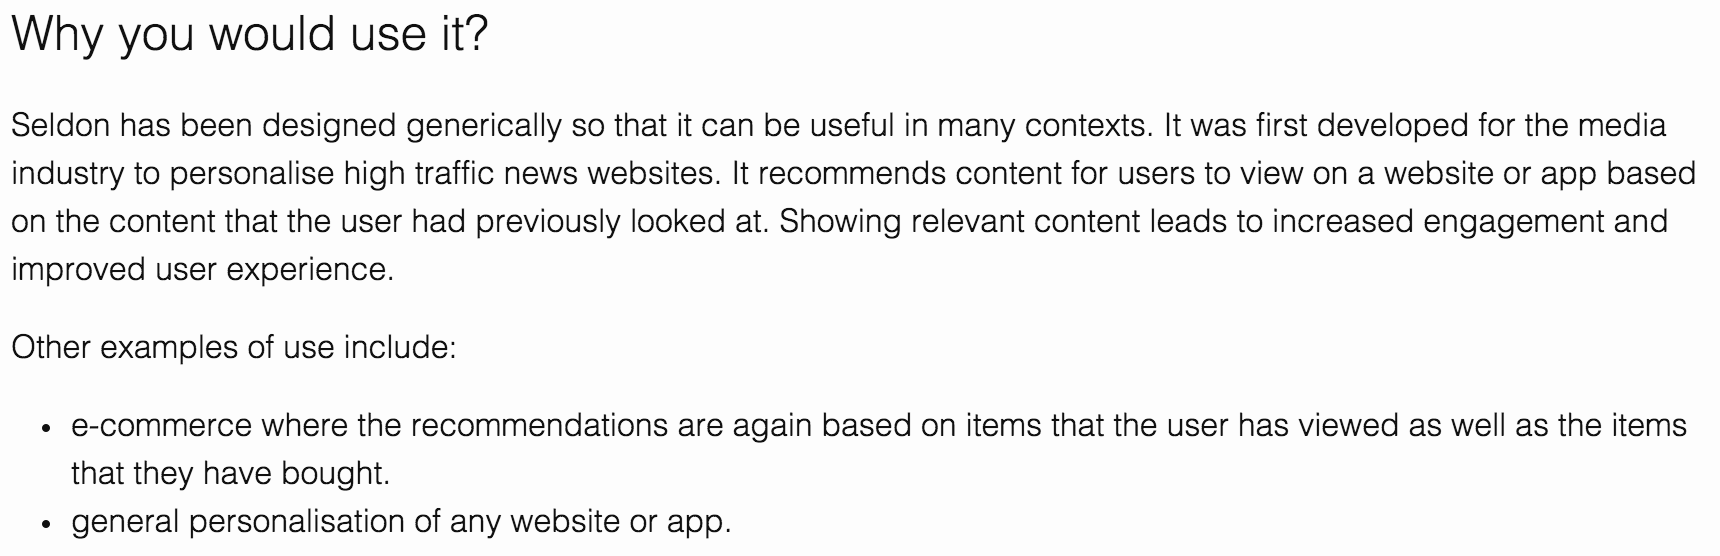 Why you would use it?
Seldon has been designed generically so that it can be useful in many contexts. It was first developed for the media
industry to personalise high traffic news websites. It recommends content for users to view on a website or app based
on the content that the user had previously looked at. Showing relevant content leads to increased engagement and
improved user experience.
Other examples of use include:
• e-commerce where the recommendations are again based on items that the user has viewed as well as the items
that they have bought.
• general personalisation of any website or app.